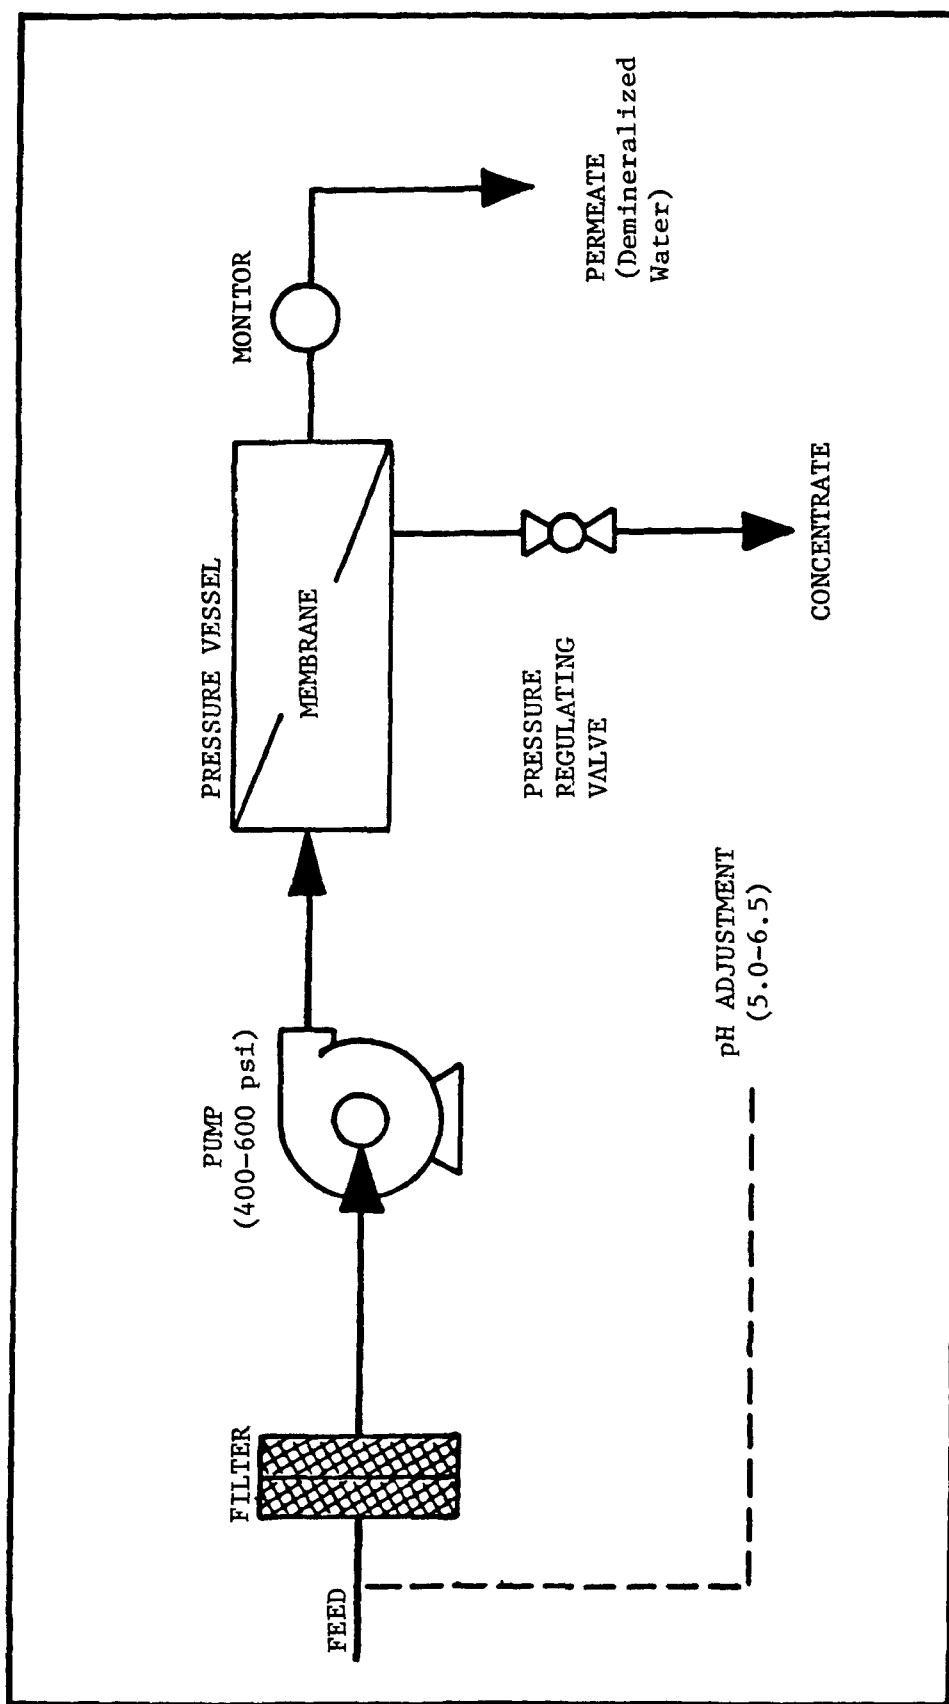 FEED
FILTER
PUMP
(400-600 psi)
PRESSURE VESSEL
MEMBRANE
MONITOR
PERMEATE
(Demineralized
Water)
PRESSURE
REGULATING
VALVE
CONCENTRATE
pH ADJUSTMENT
(5.0-6.5)